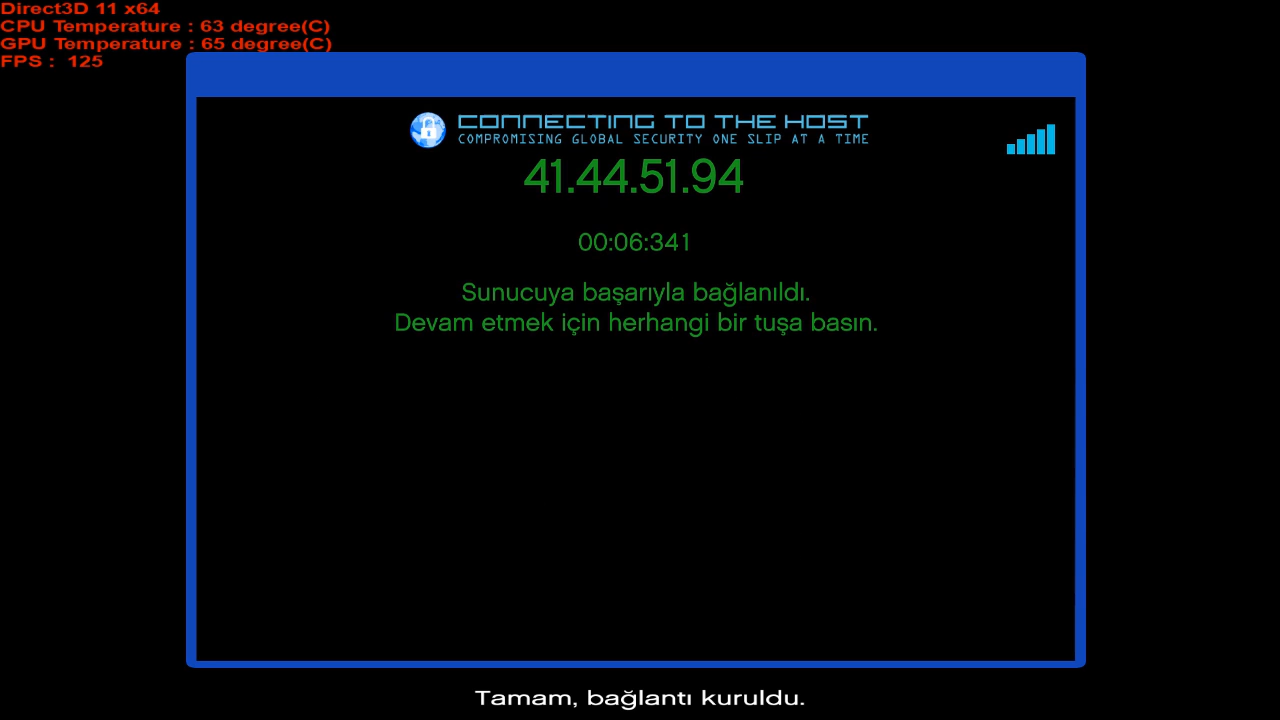 Direct3D 11 x64
CPU Temperature : 63 degree(C)
GPU Temperature : 65 degree(C)
FPS : 125
CONNECTING TO THE HOST
COMPROMISING GLOBAL SECURITY ONE SLIP AT A TIME
41.44.51.94
00:06:341
Sunucuya başarıyla bağlanıldı.
Devam etmek için herhangi bir tuşa basın.
Tamam, bağlantı kuruldu.